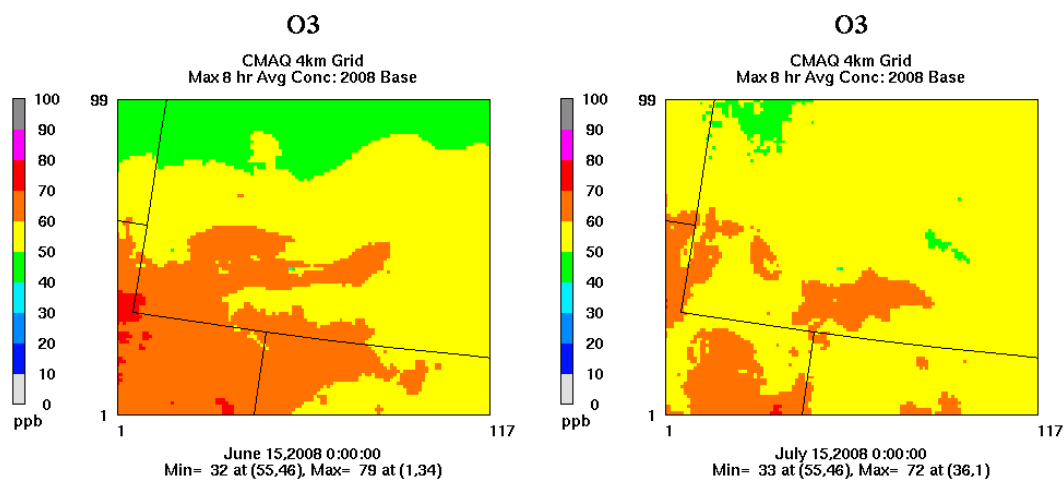 O3
CMAQ 4km Grid
Max 8 hr Avg Conc: 2008 Base
100
90
80
70
60
50
40
30
20
10
0
ppb
99
1
1
117
June 15,2008 0:00:00
Min= 32 at (55,46), Max= 79 at (1,34)
O3
CMAQ 4km Grid
Max 8 hr Avg Conc: 2008 Base
100
90
80
70
60
50
40
30
20
10
0
ppb
99
1
1
117
July 15,2008 0:00:00
Min= 33 at (55,46), Max= 72 at (36,1)